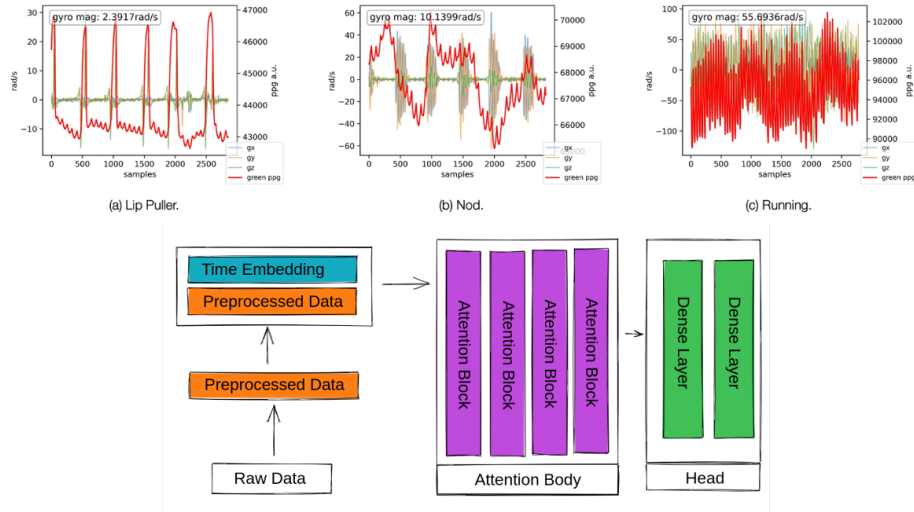 gyro mag: 2.3917rad/s
30
20
10
0
−10
rad/s
47000
46000
45000
44000
43000
ppg a.u.
0
500
1000
1500
2000
2500
samples
gx
gy
gz
green ppg
(a) Lip Puller.
gyro mag: 10.1399rad/s
60
40
20
0
−20
−40
−60
rad/s
70000
69000
68000
67000
66000
ppg a.u.
0
500
1000
1500
2000
2500
samples
gx
gy
gz
green ppg
(b) Nod.
gyro mag: 55.6936rad/s
100
50
0
−50
−100
rad/s
102000
100000
98000
96000
94000
92000
90000
ppg a.u.
0
500
1000
1500
2000
2500
samples
gx
gy
gz
green ppg
(c) Running.
Time Embedding
Preprocessed Data
Preprocessed Data
Raw Data
Attention Block
Attention Block
Attention Block
Attention Block
Attention Body
Dense Layer
Dense Layer
Head